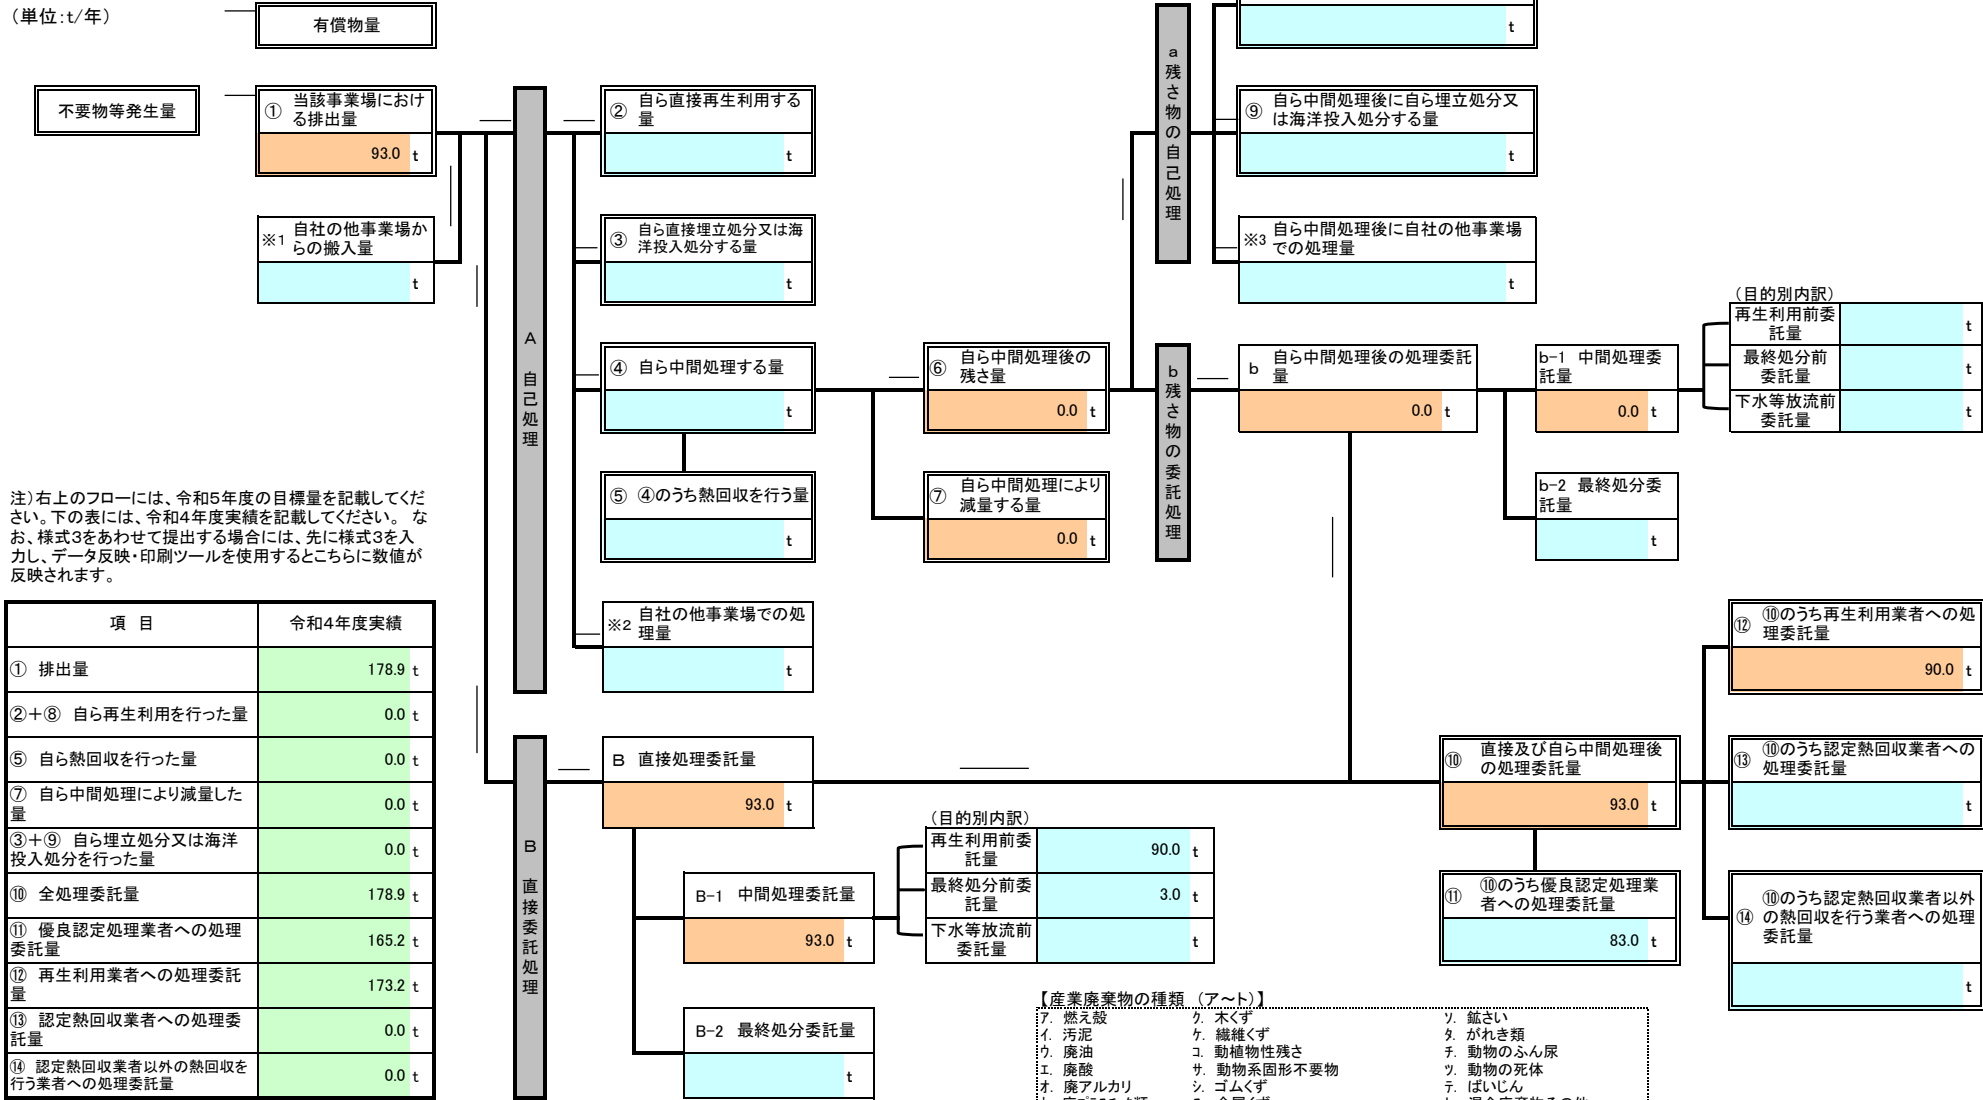 （単位:t/年）
有償物量
t
不要物等発生量
① 当該事業場におけ
る排出量
93.0 t
※1 自社の他事業場か
らの搬入量
t
A 自己処理
② 自ら直接再生利用する
量
t
③ 自ら直接埋立処分又は海
洋投入処分する量
t
④ 自ら中間処理する量
t
⑤ ④のうち熱回収を行う量
t
※2 自社の他事業場での処
理量
t
⑥ 自ら中間処理後の
残さ量
0.0 t
⑦ 自ら中間処理により
減量する量
0.0 t
a 残さ物の自己処理
⑨ 自ら中間処理後に自ら埋立処分又
は海洋投入処分する量
t
※3 自ら中間処理後に自社の他事業場
での処理量
t
b 残さ物の委託処理
b 自ら中間処理後の処理委託
量
0.0 t
b-1 中間処理委
託量
0.0 t
b-2 最終処分委
託量
t
（目的別内訳）
再生利用前委
託量
t
最終処分前
委託量
t
下水等放流前
委託量
t
注）右上のフローには、令和5年度の目標量を記載してくだ
さい。下の表には、令和4年度実績を記載してください。 な
お、様式3をあわせて提出する場合には、先に様式3を入
力し、データ反映・印刷ツールを使用するとこちらに数値が
反映されます。
項 目 令和4年度実績
① 排出量 178.9 t
②＋⑧ 自ら再生利用を行った量 0.0 t
⑤ 自ら熱回収を行った量 0.0 t
⑦ 自ら中間処理により減量した
量 0.0 t
③＋⑨ 自ら埋立処分又は海洋
投入処分を行った量 0.0 t
⑩ 全処理委託量 178.9 t
⑪ 優良認定処理業者への処理
委託量 165.2 t
⑫ 再生利用業者への処理委託
量 173.2 t
⑬ 認定熱回収業者への処理委
託量 0.0 t
⑭ 認定熱回収業者以外の熱回収を
行う業者への処理委託量 0.0 t
B 直接委託処理
B 直接処理委託量
93.0 t
B-1 中間処理委託量
93.0 t
B-2 最終処分委託量
t
（目的別内訳）
再生利用前委
託量 90.0 t
最終処分前委
託量 3.0 t
下水等放流前
委託量 t
⑩ 直接及び自ら中間処理後
の処理委託量
93.0 t
⑪ ⑩のうち優良認定処理業
者への処理委託量
83.0 t
⑫ ⑩のうち再生利用業者への処
理委託量
90.0 t
⑬ ⑩のうち認定熱回収業者への
処理委託量
t
⑭ ⑩のうち認定熱回収業者以外
の熱回収を行う業者への処理
委託量
t
【産業廃棄物の種類 （ア～ト）】
ア. 燃え殻 ク. 木くず ソ. 鉱さい
イ. 汚泥 ケ. 繊維くず タ. がれき類
ウ. 廃油 コ. 動植物性残さ チ. 動物のふん尿
エ. 廃酸 サ. 動物系固形不要物 ツ. 動物の死体
オ. 廃アルカリ シ. ゴムくず テ. ばいじん